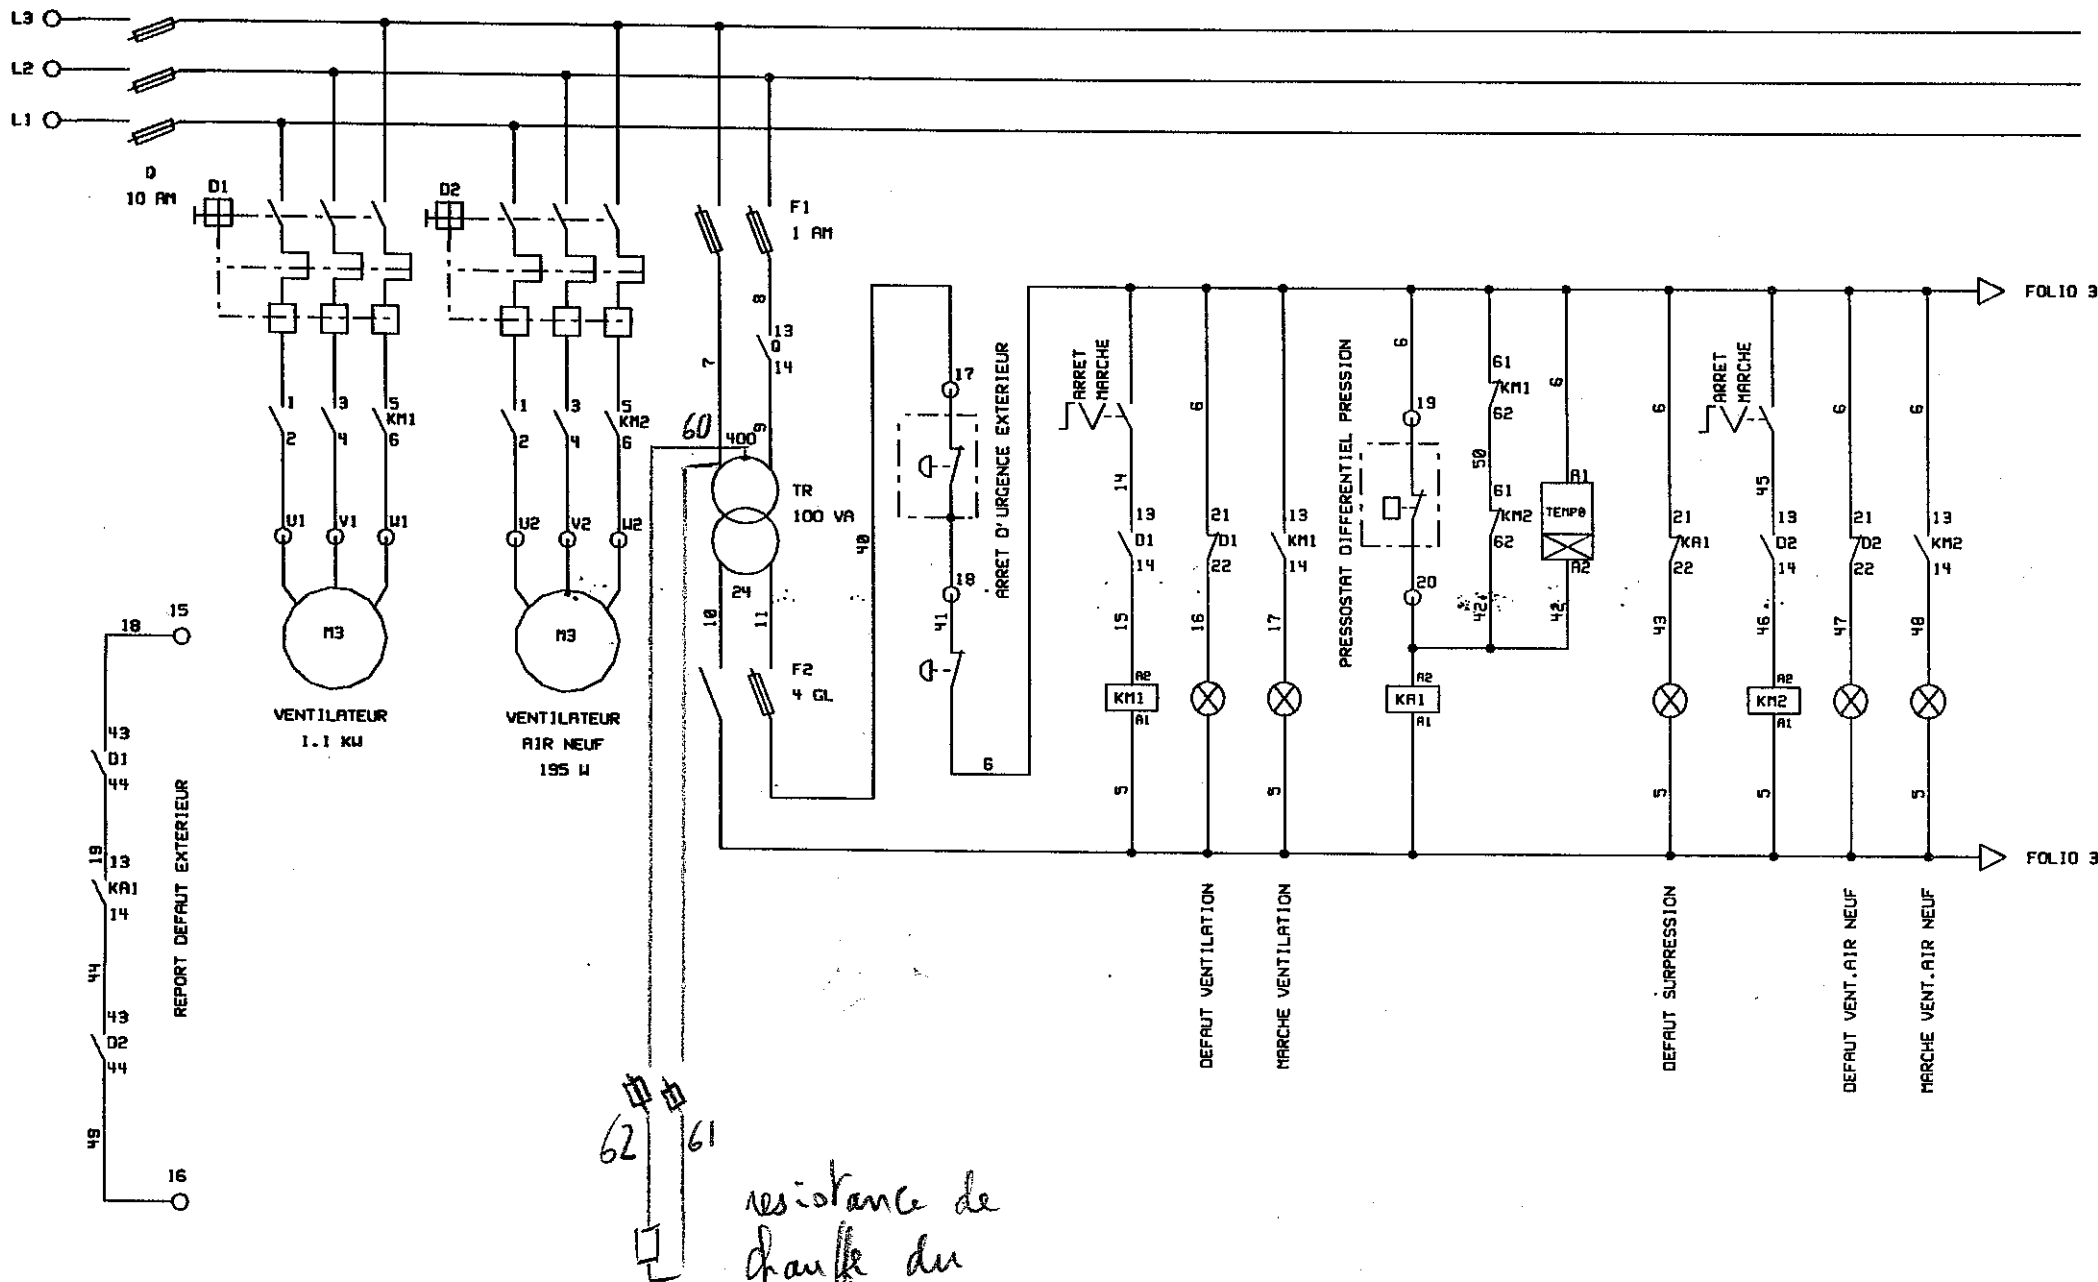 L3
L2
L1
Q
10 AM
D1
D2
F1
1 AM
8
13
Q
14
7
9
1
3
5
KM1
2
4
6
1
3
5
KM2
2
4
6
60
400
TR
100 VA
24
U1
V1
W1
U2
V2
W2
M3
M3
VENTILATEUR
1.1 KW
VENTILATEUR
AIR NEUF
195 W
10
11
F2
4 GL
40
17
18
41
ARRET D'URGENCE EXTERIEUR
6
ARRET
MARCHE
14
13
D1
14
15
A2
KM1
A1
5
6
21
D1
22
16
13
KM1
14
17
5
PRESSOSTAT DIFFERENTIEL PRESSION
6
19
20
A2
KA1
A1
61
KM1
62
50
61
KM2
62
42
6
A1
TEMPO
A2
42
6
21
KA1
22
43
5
ARRET
MARCHE
45
13
D2
14
46
A2
KM2
A1
5
6
21
D2
22
47
6
13
KM2
14
48
5
FOLIO 3
FOLIO 3
DEFAUT VENTILATION
MARCHE VENTILATION
DEFAUT SURPRESSION
DEFAUT VENT.AIR NEUF
MARCHE VENT.AIR NEUF
18
15
43
D1
44
19
13
KA1
14
44
43
D2
44
49
16
REPORT DEFAUT EXTERIEUR
62
61
resistance de
chauffe du